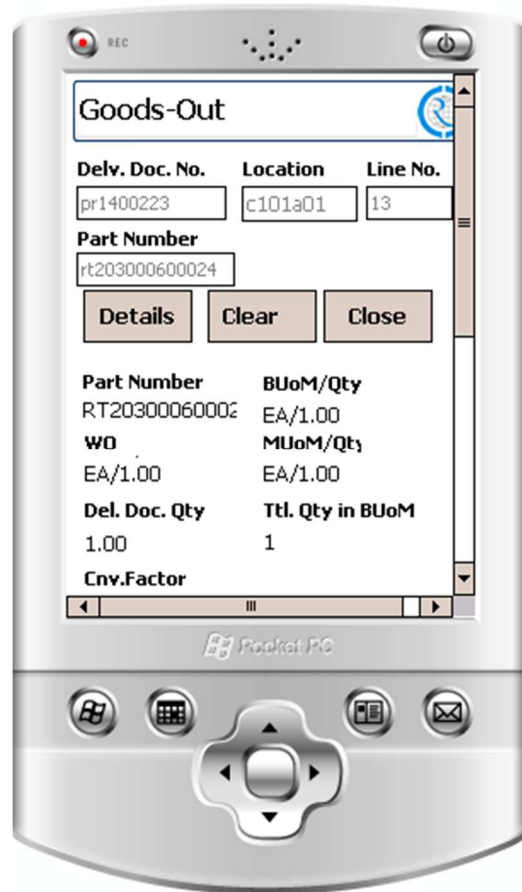 REC
Goods-Out
Delv. Doc. No. Location Line No.
pr1400223 c101a01 13
Part Number
rt203000600024
Details Clear Close
Part Number BUoM/Qty
RT20300060002 EA/1.00
WO MUoM/Qty
EA/1.00 EA/1.00
Del. Doc. Qty Ttl. Qty in BUoM
1.00 1
Cnv.Factor
Pocket PC